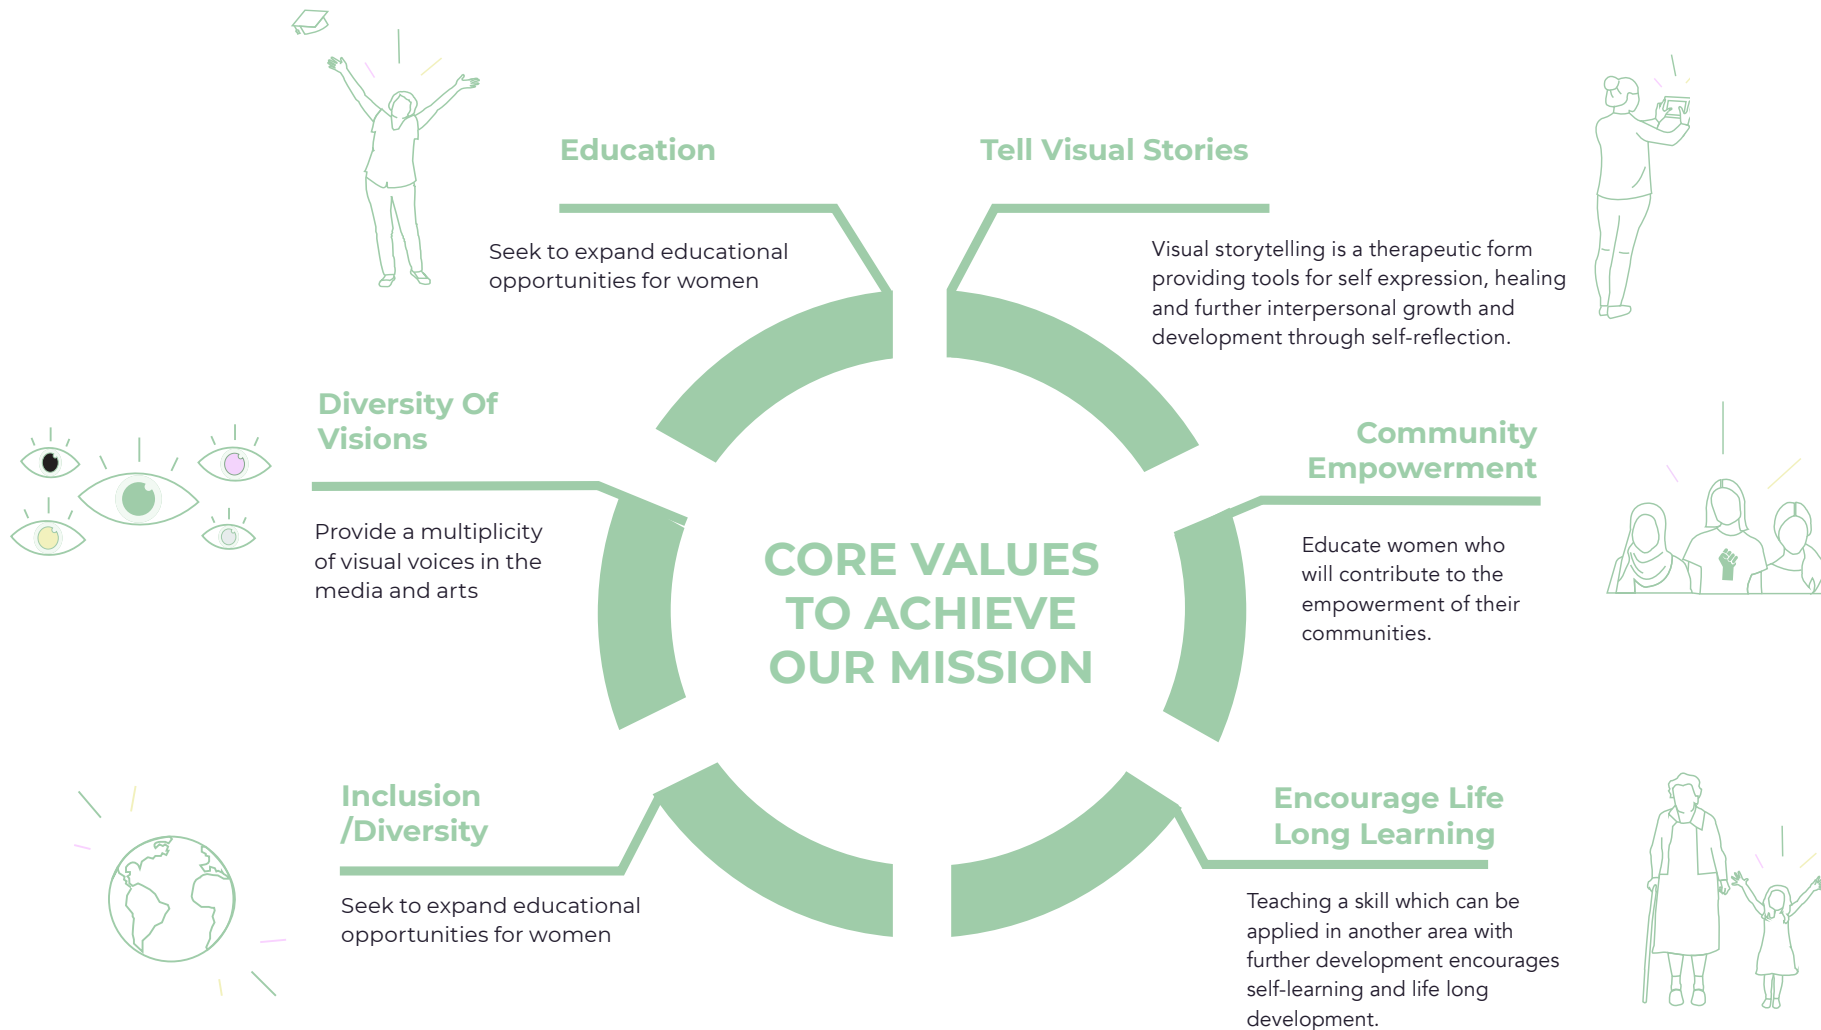 Education
Seek to expand educational
opportunities for women
Tell Visual Stories
Visual storytelling is a therapeutic form
providing tools for self expression, healing
and further interpersonal growth and
development through self-reflection.
Diversity Of
Visions
Provide a multiplicity
of visual voices in the
media and arts
CORE VALUES
TO ACHIEVE
OUR MISSION
Community
Empowerment
Educate women who
will contribute to the
empowerment of their
communities.
Inclusion
/Diversity
Seek to expand educational
opportunities for women
Encourage Life
Long Learning
Teaching a skill which can be
applied in another area with
further development encourages
self-learning and life long
development.